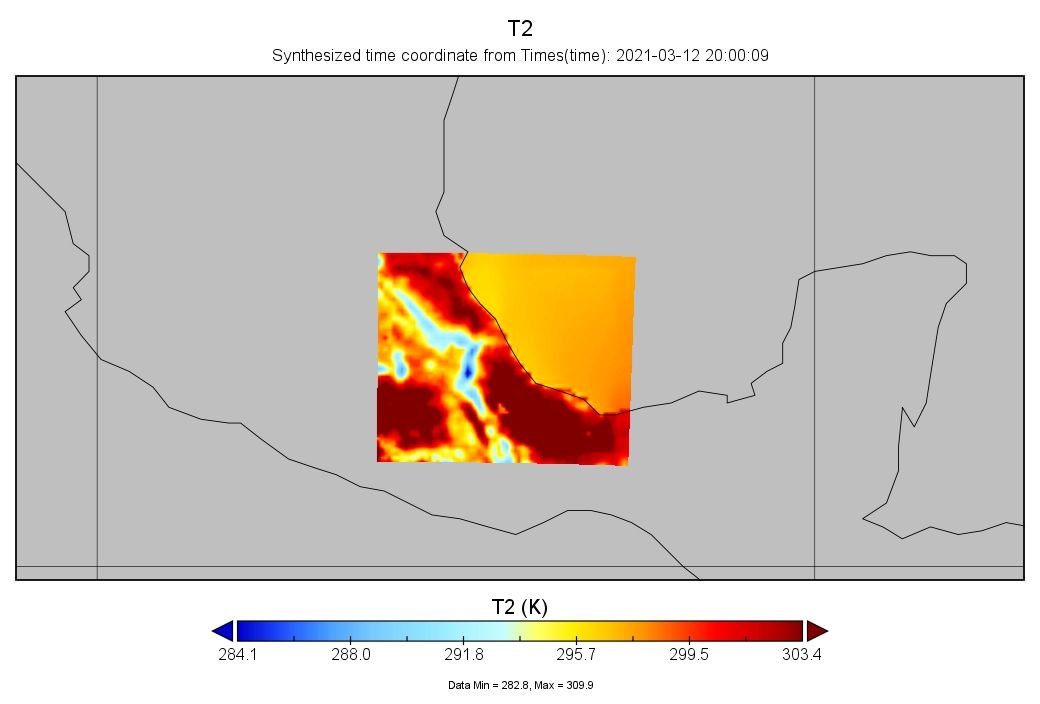 T2
Synthesized time coordinate from Times(time): 2021-03-12 20:00:09
T2 (K)
284.1 288.0 291.8 295.7 299.5 303.4
Data Min = 282.8, Max = 309.9